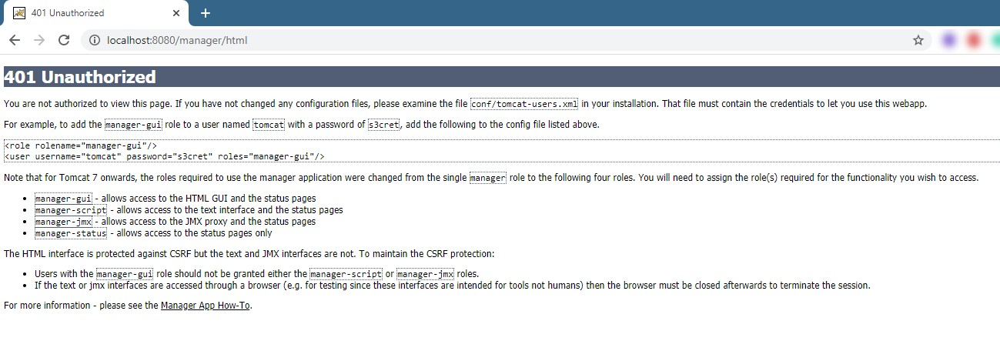 401 Unauthorized
localhost:8080/manager/html
401 Unauthorized
You are not authorized to view this page. If you have not changed any configuration files, please examine the file conf/tomcat-users.xml in your installation. That file must contain the credentials to let you use this webapp.
For example, to add the manager-gui role to a user named tomcat with a password of s3cret, add the following to the config file listed above.
<role rolename="manager-gui"/>
<user username="tomcat" password="s3cret" roles="manager-gui"/>
Note that for Tomcat 7 onwards, the roles required to use the manager application were changed from the single manager role to the following four roles. You will need to assign the role(s) required for the functionality you wish to access.
• manager-gui - allows access to the HTML GUI and the status pages
• manager-script - allows access to the text interface and the status pages
• manager-jmx - allows access to the JMX proxy and the status pages
• manager-status - allows access to the status pages only
The HTML interface is protected against CSRF but the text and JMX interfaces are not. To maintain the CSRF protection:
• Users with the manager-gui role should not be granted either the manager-script or manager-jmx roles.
• If the text or jmx interfaces are accessed through a browser (e.g. for testing since these interfaces are intended for tools not humans) then the browser must be closed afterwards to terminate the session.
For more information - please see the Manager App How-To.